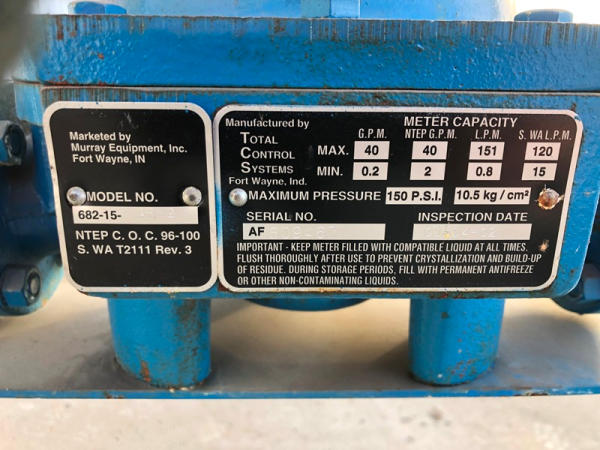 Marketed by
Murray Equipment, Inc.
Fort Wayne, IN
MODEL NO.
682-15-
NTEP C. O. C. 96-100
S. WA T2111 Rev. 3
Manufactured by
TOTAL
CONTROL
SYSTEMS
Fort Wayne, Ind.
METER CAPACITY
G.P.M. NTEP G.P.M. L.P.M. S. WA L.P.M.
MAX. 40 40 151 120
MIN. 0.2 2 0.8 15
MAXIMUM PRESSURE 150 P.S.I. 10.5 kg / cm²
SERIAL NO. INSPECTION DATE
AF
IMPORTANT - KEEP METER FILLED WITH COMPATIBLE LIQUID AT ALL TIMES.
FLUSH THOROUGHLY AFTER USE TO PREVENT CRYSTALLIZATION AND BUILD-UP
OF RESIDUE. DURING STORAGE PERIODS, FILL WITH PERMANENT ANTIFREEZE
OR OTHER NON-CONTAMINATING LIQUIDS.